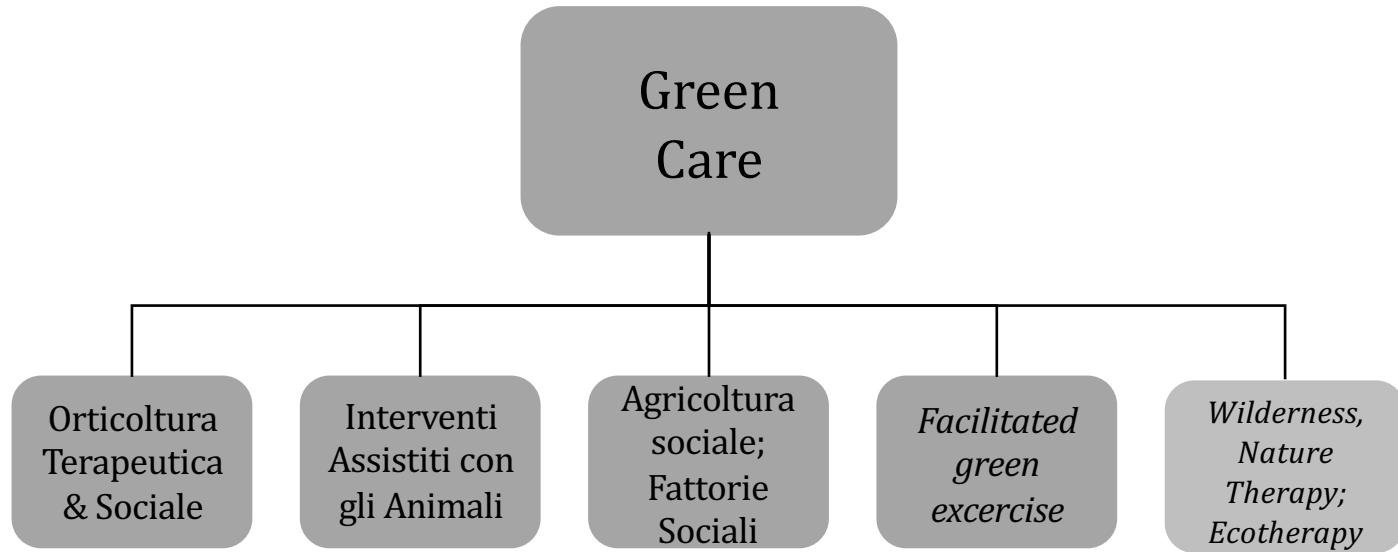 Green
Care
Orticoltura
Terapeutica
& Sociale
Interventi
Assistiti con
gli Animali
Agricoltura
sociale;
Fattorie
Sociali
Facilitated
green
excercise
Wilderness,
Nature
Therapy;
Ecotherapy